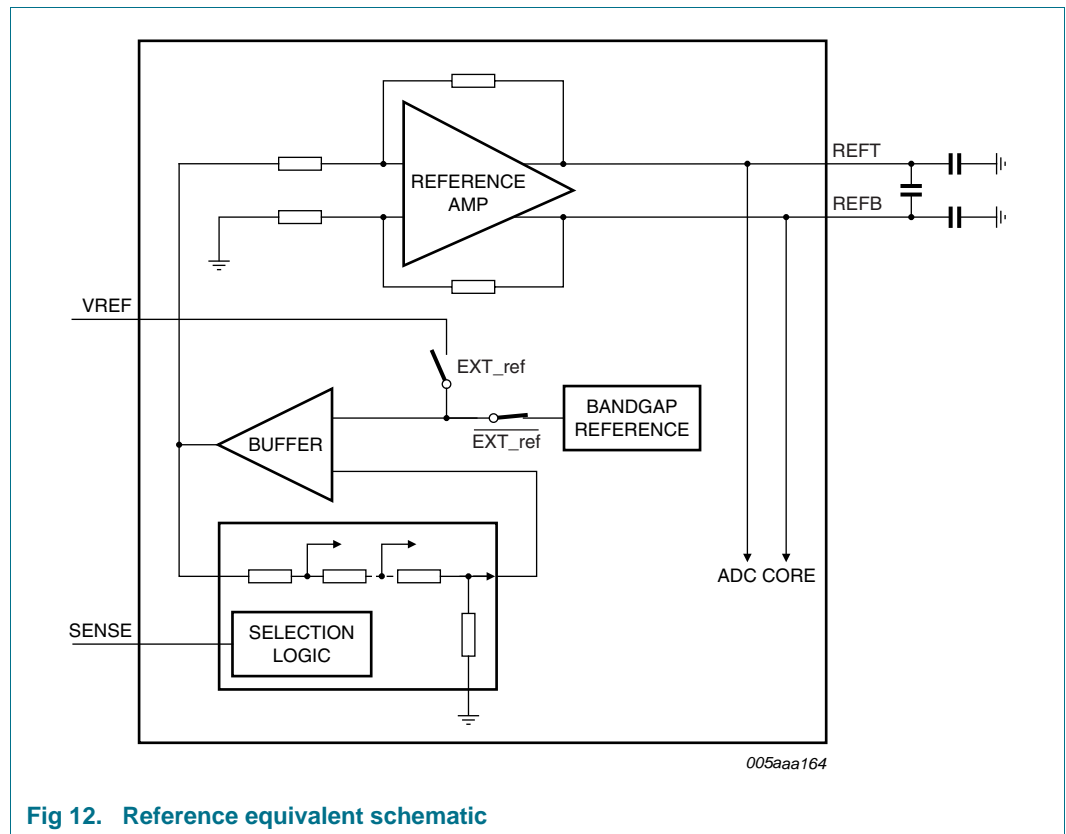 REFERENCE
AMP
REFT
REFB
VREF
EXT_ref
BUFFER
EXT_ref
BANDGAP
REFERENCE
ADC CORE
SENSE
SELECTION
LOGIC
005aaa164
Fig 12. Reference equivalent schematic